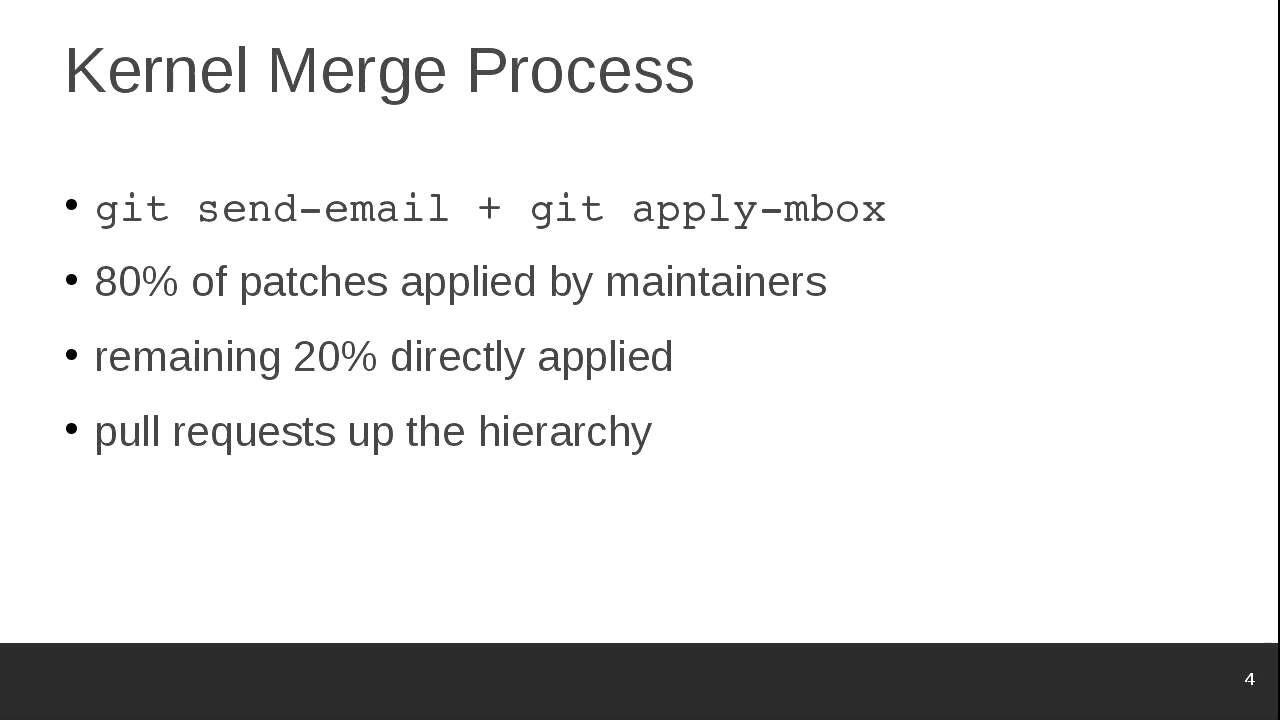 Kernel Merge Process
• git send-email + git apply-mbox
• 80% of patches applied by maintainers
• remaining 20% directly applied
• pull requests up the hierarchy
4